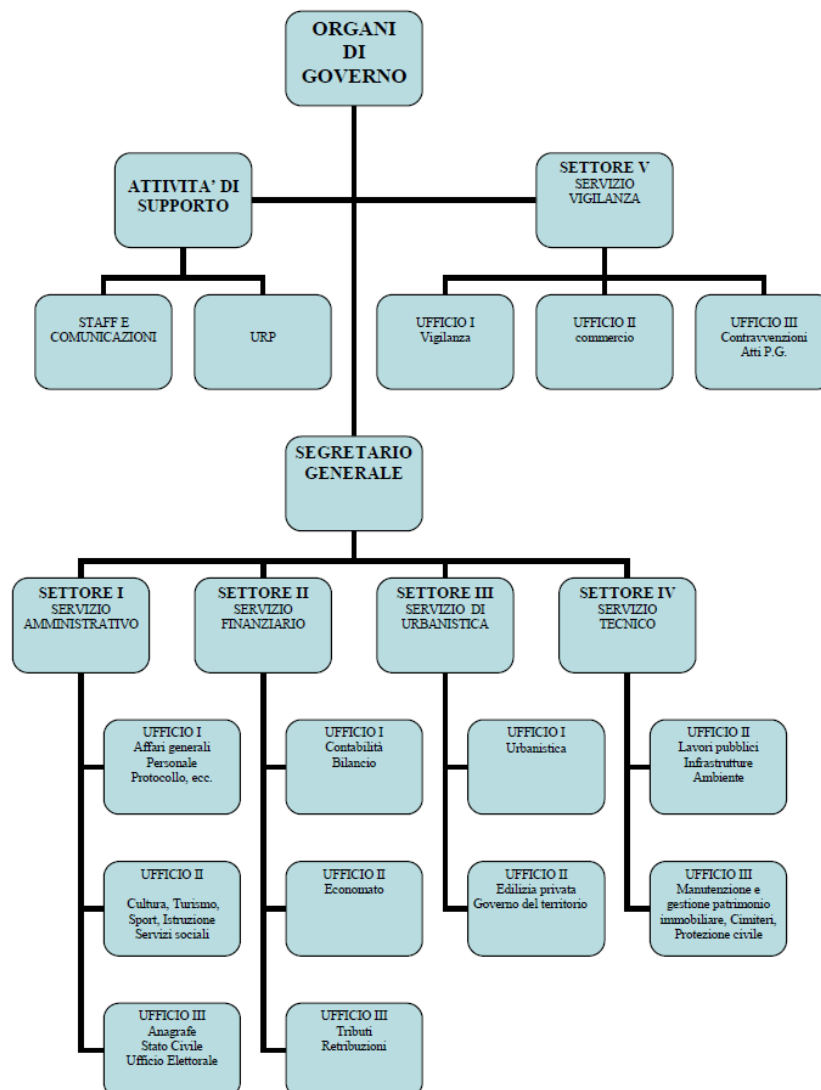 ORGANI
DI
GOVERNO
ATTIVITA’ DI
SUPPORTO
SETTORE V
SERVIZIO
VIGILANZA
STAFF E
COMUNICAZIONI
URP
UFFICIO I
Vigilanza
UFFICIO II
commercio
UFFICIO III
Contravvenzioni
Atti P.G.
SEGRETARIO
GENERALE
SETTORE I
SERVIZIO
AMMINISTRATIVO
SETTORE II
SERVIZIO
FINANZIARIO
SETTORE III
SERVIZIO DI
URBANISTICA
SETTORE IV
SERVIZIO
TECNICO
UFFICIO I
Affari generali
Personale
Protocollo, ecc.
UFFICIO I
Contabilità
Bilancio
UFFICIO I
Urbanistica
UFFICIO II
Lavori pubblici
Infrastrutture
Ambiente
UFFICIO II
Cultura, Turismo,
Sport, Istruzione
Servizi sociali
UFFICIO II
Economato
UFFICIO II
Edilizia privata
Governo del territorio
UFFICIO III
Manutenzione e
gestione patrimonio
immobiliare, Cimiteri,
Protezione civile
UFFICIO III
Anagrafe
Stato Civile
Ufficio Elettorale
UFFICIO III
Tributi
Retribuzioni